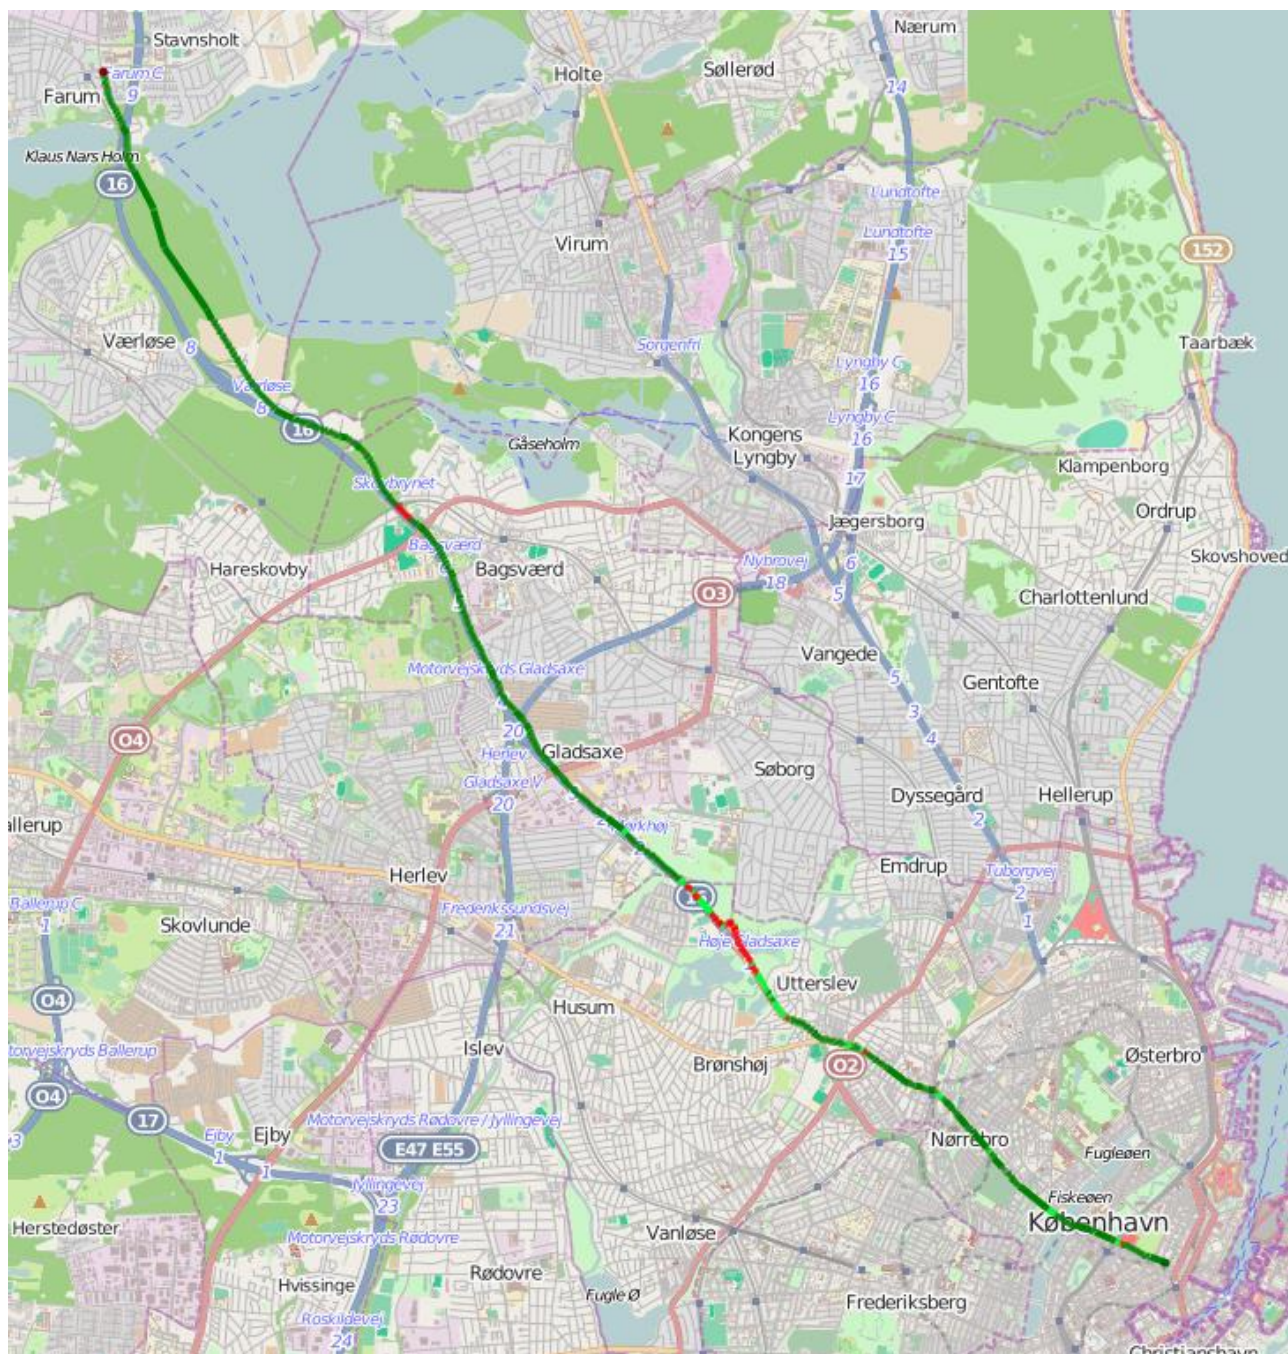 Stavnsholt
Nærum
Farum C
9
Farum
Holte
Søllerød
14
Klaus Nars Holm
16
Lundtofte
Lundtofte
15
Virum
152
Værløse
8
Sorgenfri
Taarbæk
Værløse
8
16
Lyngby C
16
Lyngby C
16
Kongens
Lyngby
Gåseholm
Klampenborg
17
Skovbrynet
Ordrup
Jægersborg
Bagsværd
Skovshoved
Hareskovby
Bagsværd
Nybrovej
18
6
5
O3
Charlottenlund
Vangede
Motorvejskryds Gladsaxe
5
Gentofte
3
20
O4
Herlev
Gladsaxe
4
Søborg
Gladsaxe V
20
Dyssegård
Hellerup
2
allerup
Herlev
Emdrup
Tuborgvej
2
1
Ballerup C
1
Frederikssundsvej
21
Skovlunde
Høje Gladsaxe
Utterslev
O4
Husum
Islev
torvejskryds Ballerup
Brønshøj
O2
Østerbro
O4
17
Motorvejskryds Rødovre / Jyllingevej
Ejby
1
Ejby
1
E47 E55
Nørrebro
Fugleøen
Jyllingevej
23
Fiskeøen
Herstedøster
København
Motorvejskryds Rødovre
Vanløse
Hvissinge
Rødovre
Fugle Ø
Frederiksberg
Roskildevej
24
Christianshavn